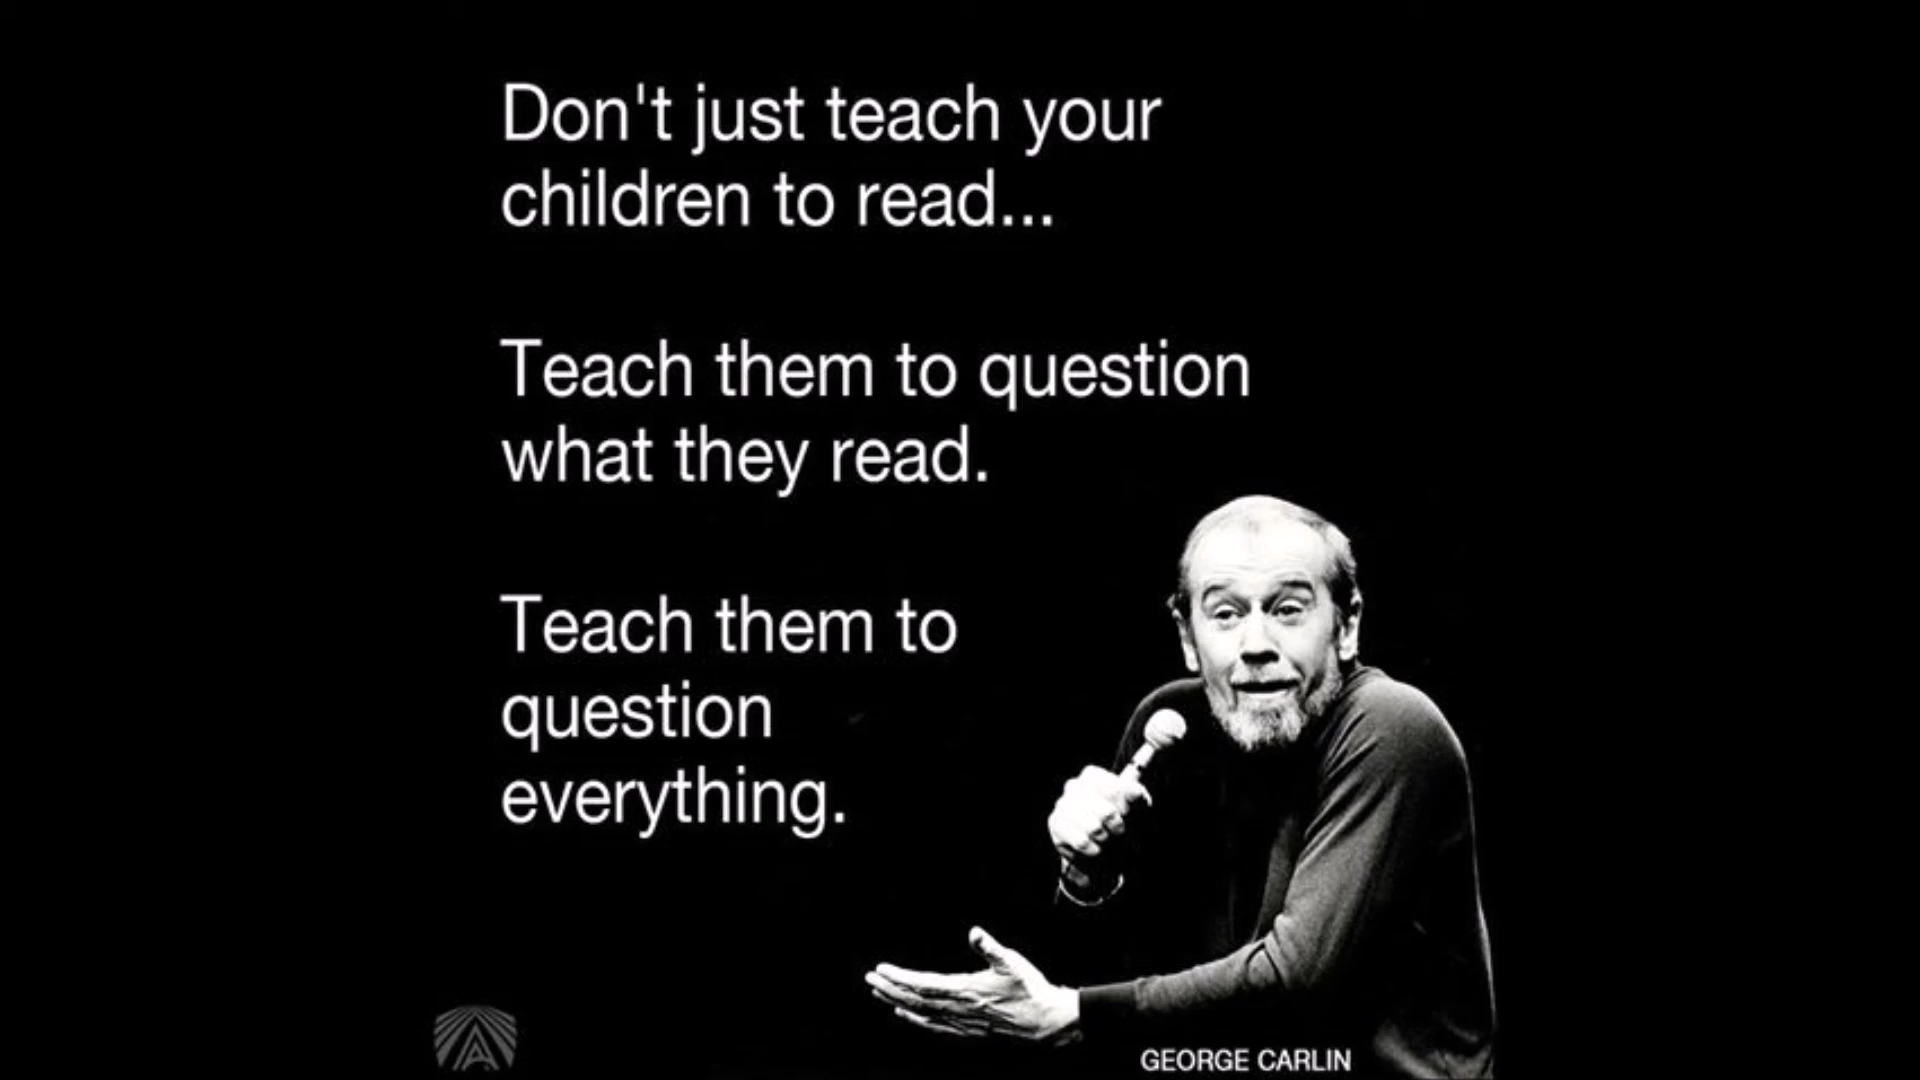 Don't just teach your
children to read...
Teach them to question
what they read.
Teach them to
question
everything.
GEORGE CARLIN